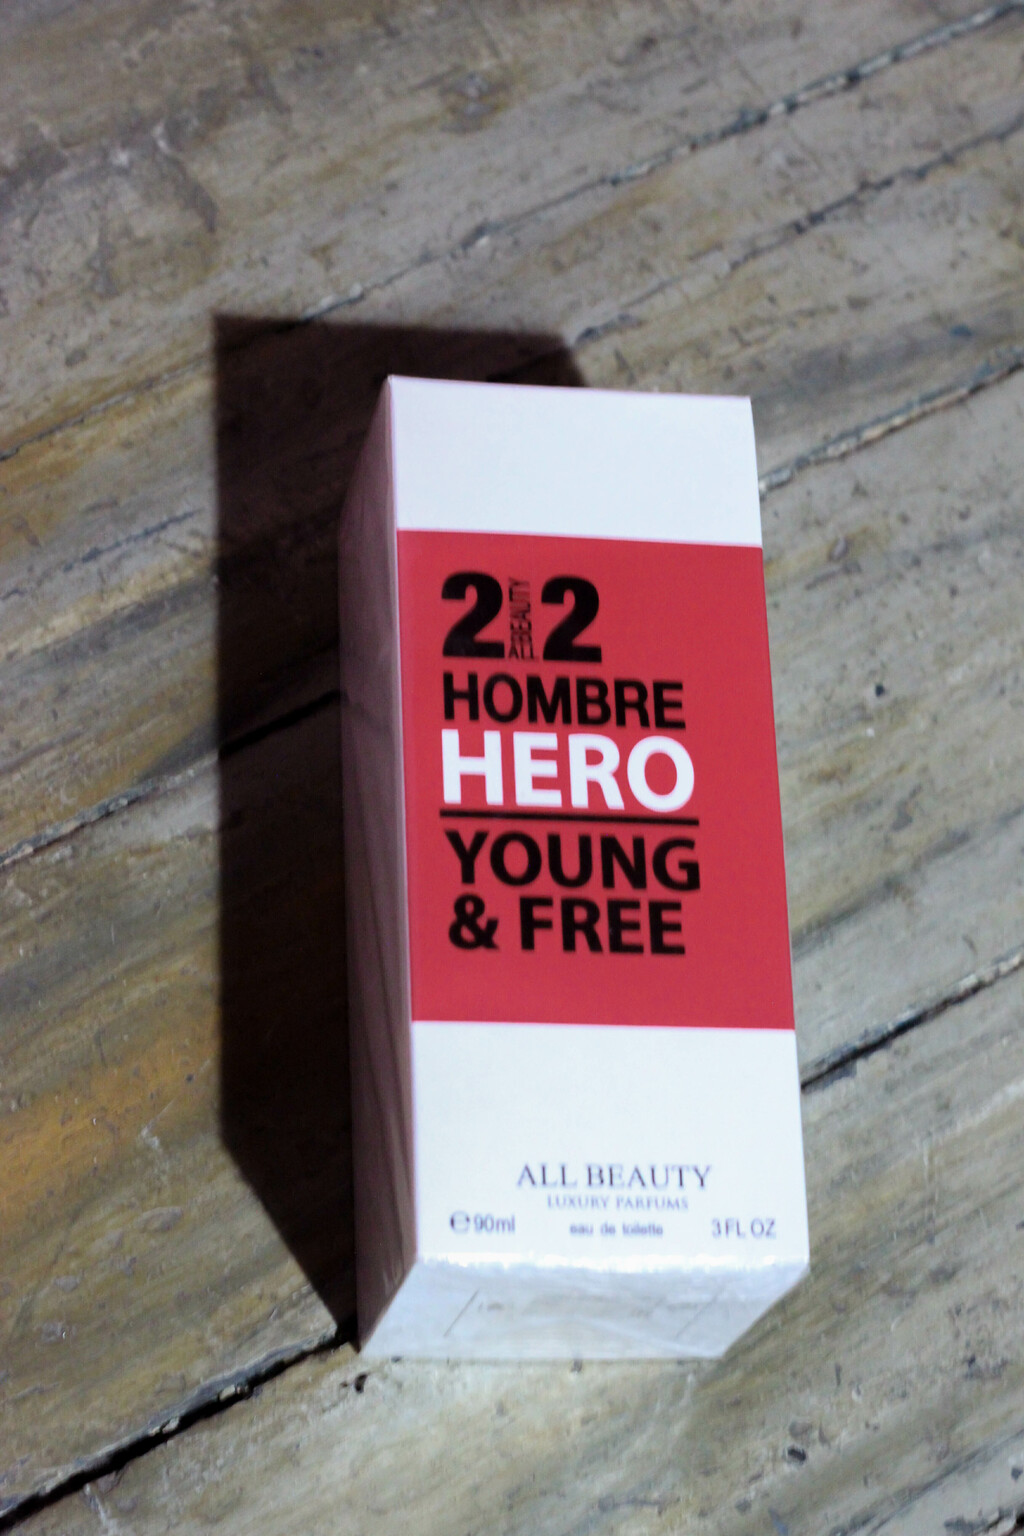 2 ALL BEAUTY 2
HOMBRE
HERO
YOUNG
& FREE
ALL BEAUTY
LUXURY PARFUMS
℮90ml eau de toilette 3 FL OZ